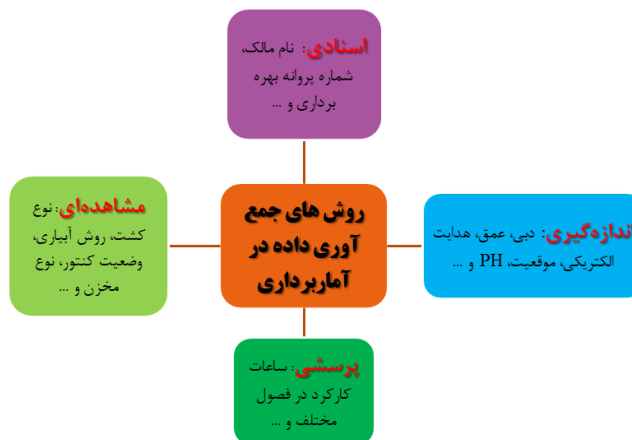 اسنادی: نام مالک،
شماره پروانه بهره
برداری و ...
مشاهده‌ای: نوع
کشت، روش آبیاری،
وضعیت کنتور، نوع
مخزن و ...
روش های جمع
آوری داده در
آماربرداری
ندازه‌گیری: دبی، عمق، هدایت
الکتریکی، موقعیت، PH و ...
پرسشی: ساعات
کارکرد در فصول
مختلف و ...